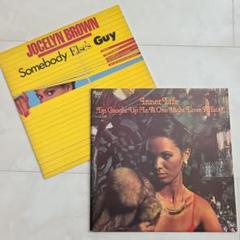 JOCELYN BROWN
Somebody Else's Guy
Inner Life
I'm Caught Up (In A One Night Love Affair)